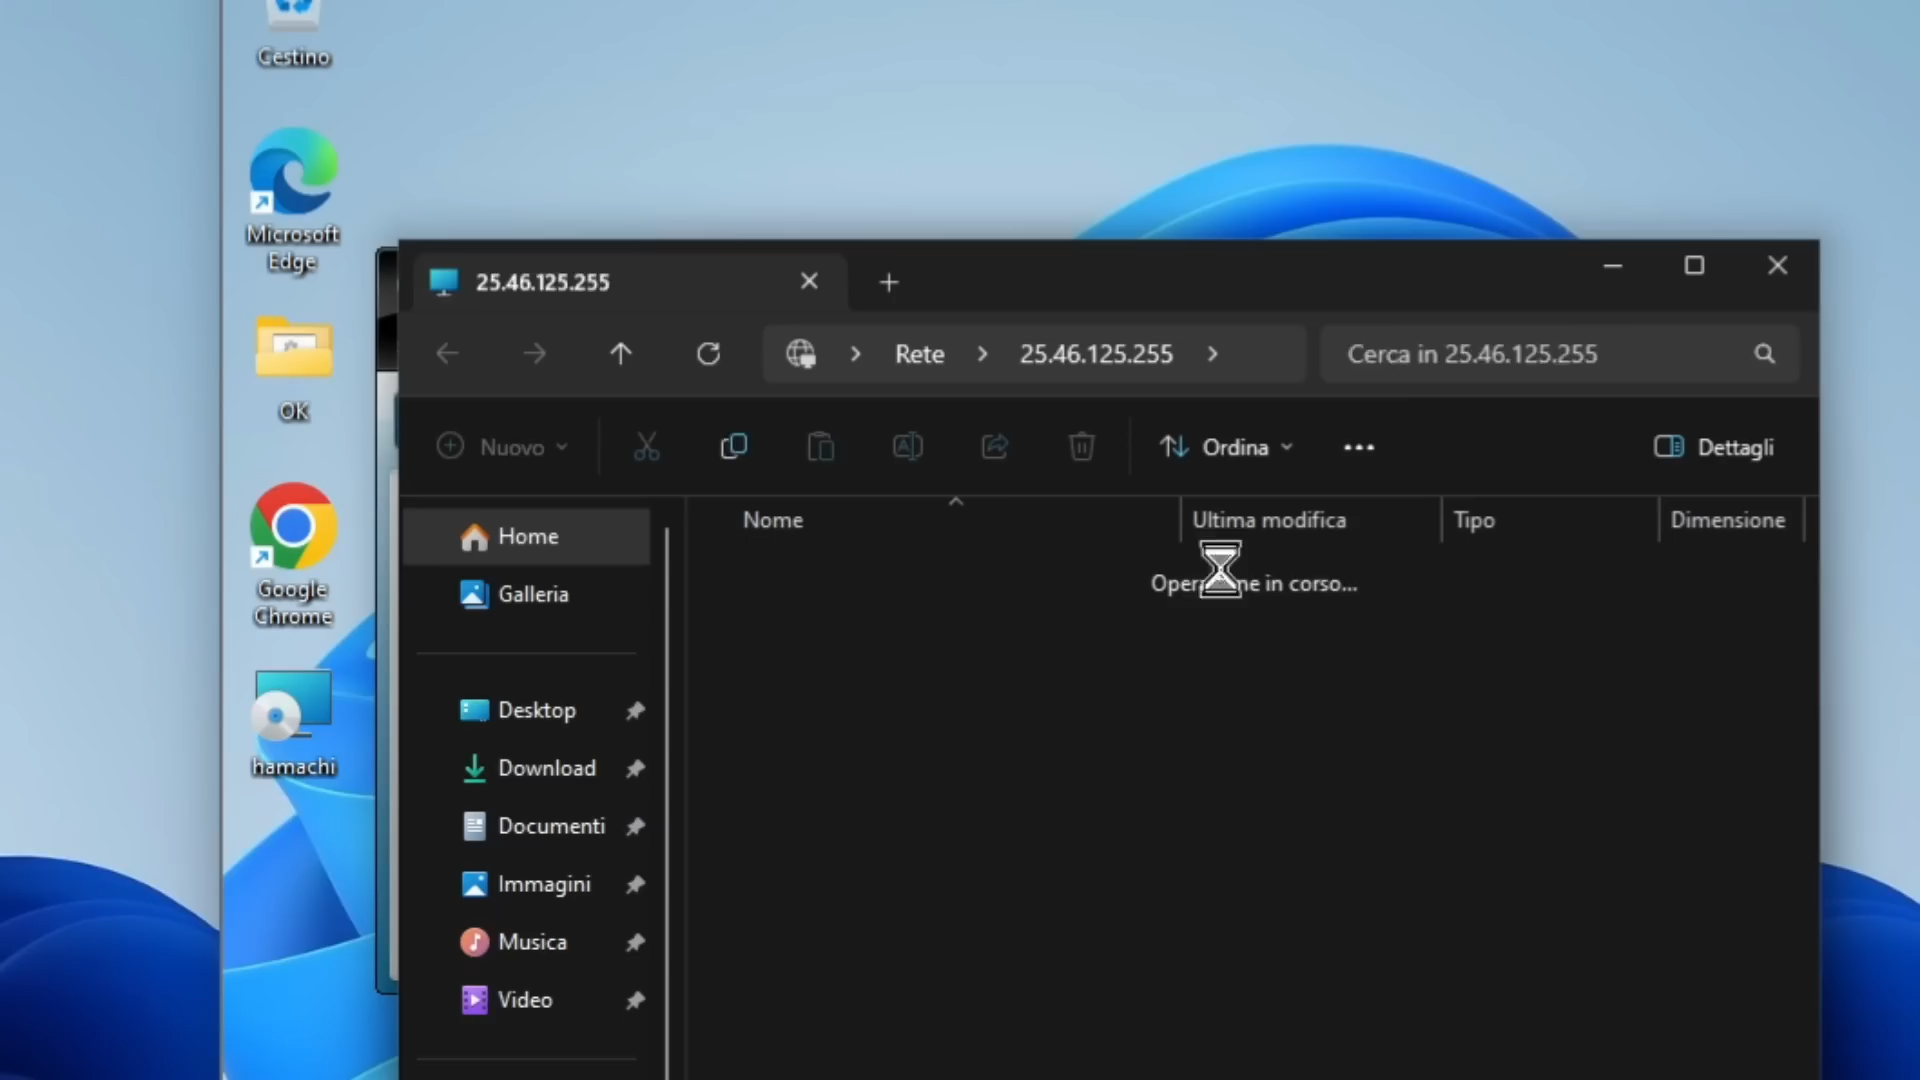 Cestino
Microsoft
Edge
OK
Google
Chrome
hamachi
25.46.125.255
Rete
25.46.125.255
Cerca in 25.46.125.255
Nuovo
Ordina
Dettagli
Nome
Ultima modifica
Tipo
Dimensione
in corso...
Home
Galleria
Desktop
Download
Documenti
Immagini
Musica
Video